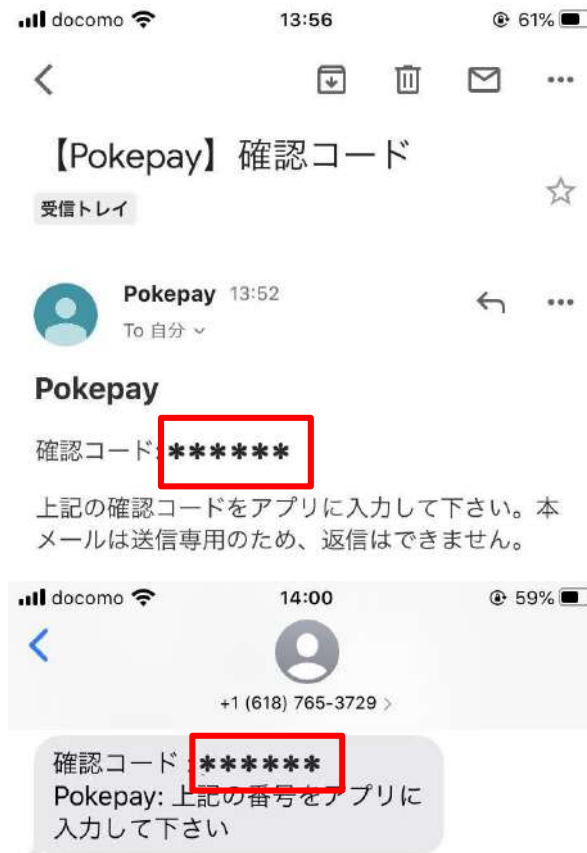 docomo 13:56 61%
【Pokepay】確認コード
受信トレイ
Pokepay 13:52
To 自分
Pokepay
確認コード: ******
上記の確認コードをアプリに入力して下さい。本
メールは送信専用のため、返信はできません。
docomo 14:00 59%
+1 (618) 765-3729
確認コード : ******
Pokepay: 上記の番号をアプリに
入力して下さい